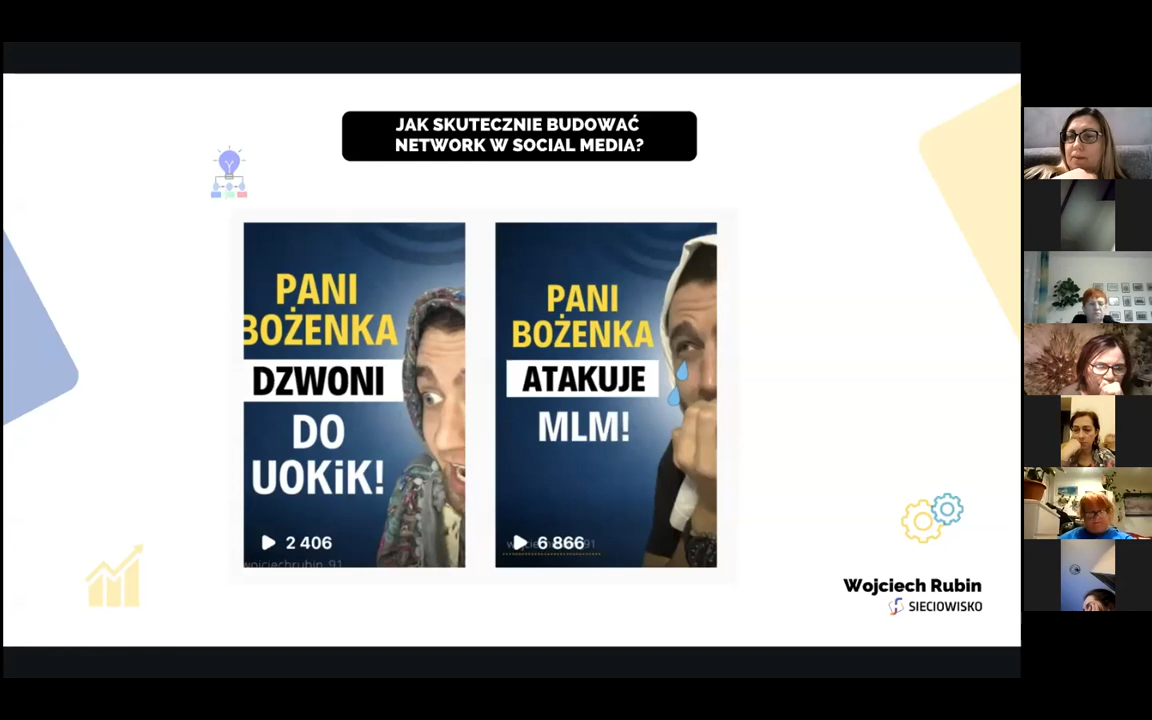 JAK SKUTECZNIE BUDOWAĆ
NETWORK W SOCIAL MEDIA?
PANI
BOŻENKA
DZWONI
DO
UOKiK!
2 406
wojciechrubin_91
PANI
BOŻENKA
ATAKUJE
MLM!
6 866
Wojciech Rubin
SIECIOWISKO